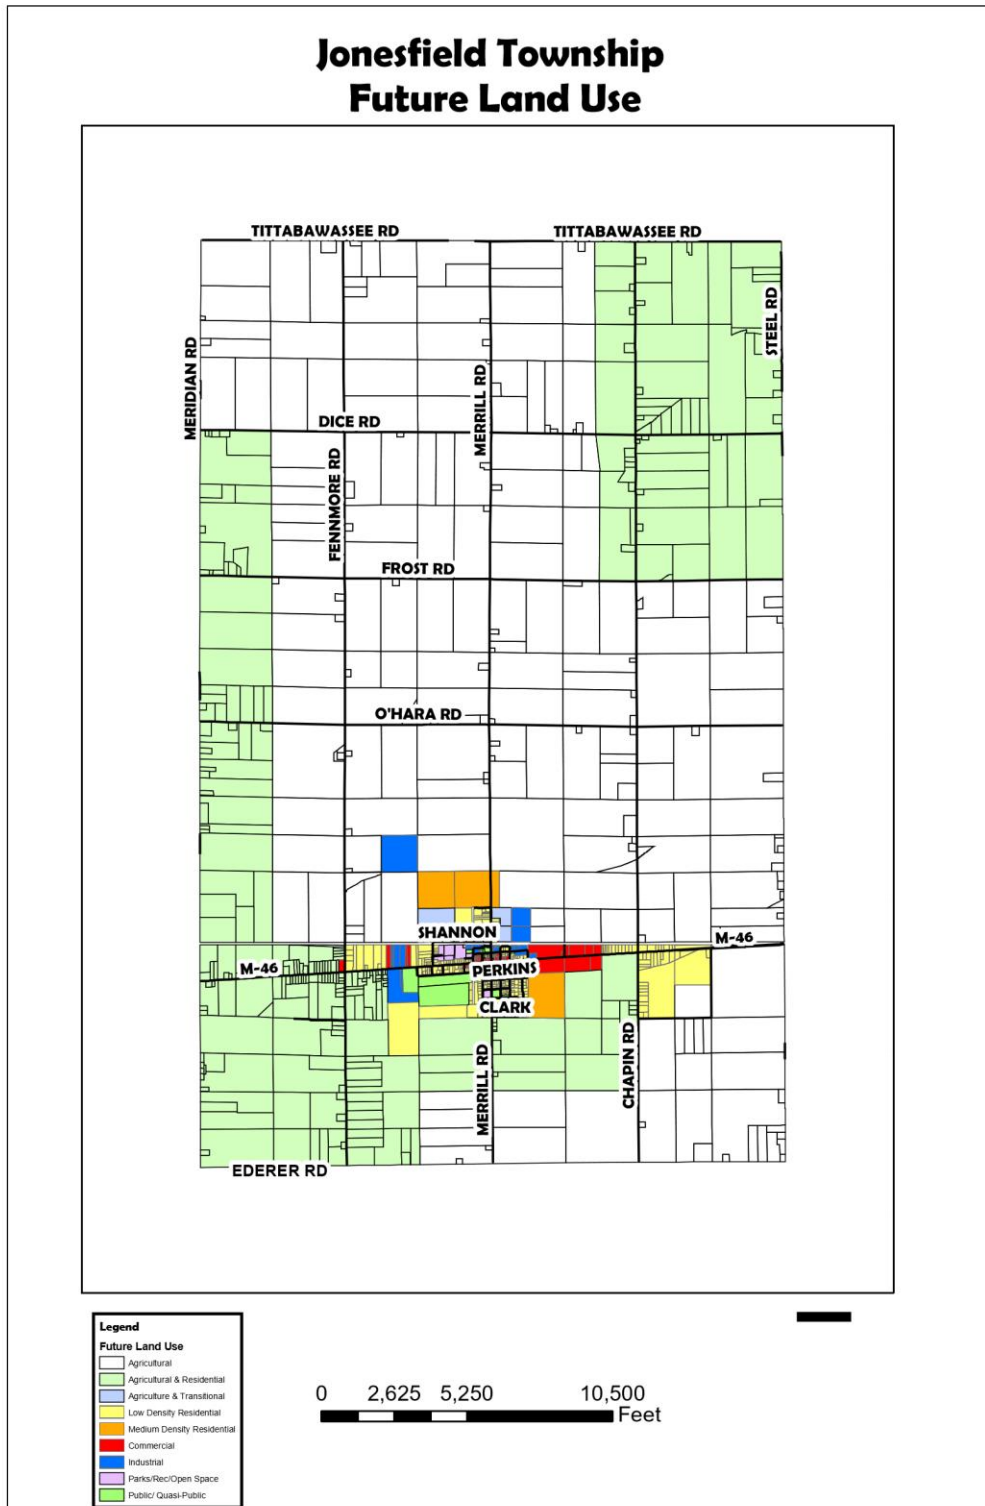 Jonesfield Township
Future Land Use
TITTABAWASSEE RD
TITTABAWASSEE RD
STEEL RD
MERIDIAN RD
MERRILL RD
DICE RD
FENNMORE RD
FROST RD
O'HARA RD
SHANNON
M-46
M-46
PERKINS
CLARK
MERRILL RD
CHAPIN RD
EDERER RD
Legend
Future Land Use
Agricultural
Agricultural & Residential
Agriculture & Transitional
Low Density Residential
Medium Density Residential
Commercial
Industrial
Parks/Rec/Open Space
Public/ Quasi-Public
0 2,625 5,250 10,500
Feet